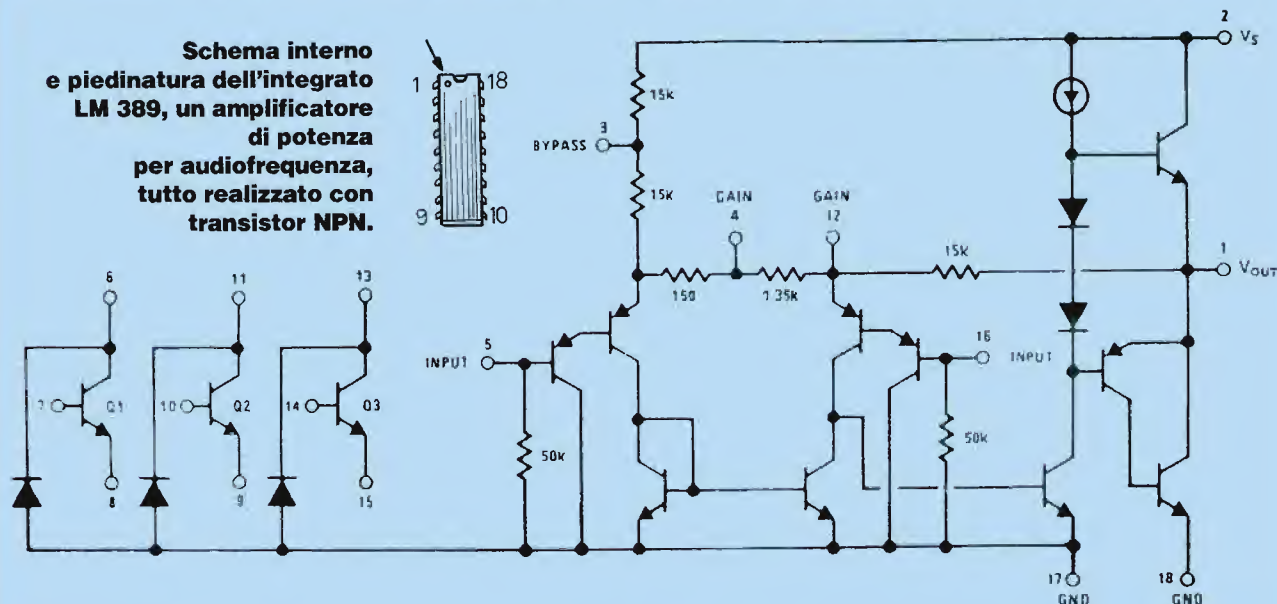 Schema interno
e piedinatura dell'integrato
LM 389, un amplificatore
di potenza
per audiofrequenza,
tutto realizzato con
transistor NPN.
1 18
9 10
2
VS
15k
3
BYPASS
15k
GAIN
4
GAIN
12
15k
1
VOUT
150
1.35k
6
11
13
5
INPUT
16
INPUT
7 Q1
10 Q2
14 Q3
50k
50k
8
9
15
17
GND
18
GND